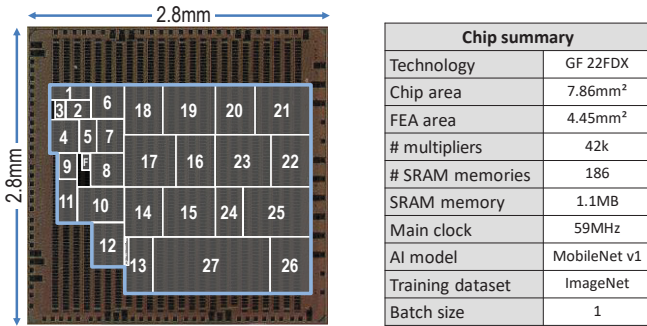 2.8mm
2.8mm
1
3 2
6
18 19 20 21
4 5 7
9 F 8
17 16 23 22
11 10
14 15 24 25
12
13 27 26
Chip summary
Technology GF 22FDX
Chip area 7.86mm²
FEA area 4.45mm²
# multipliers 42k
# SRAM memories 186
SRAM memory 1.1MB
Main clock 59MHz
AI model MobileNet v1
Training dataset ImageNet
Batch size 1